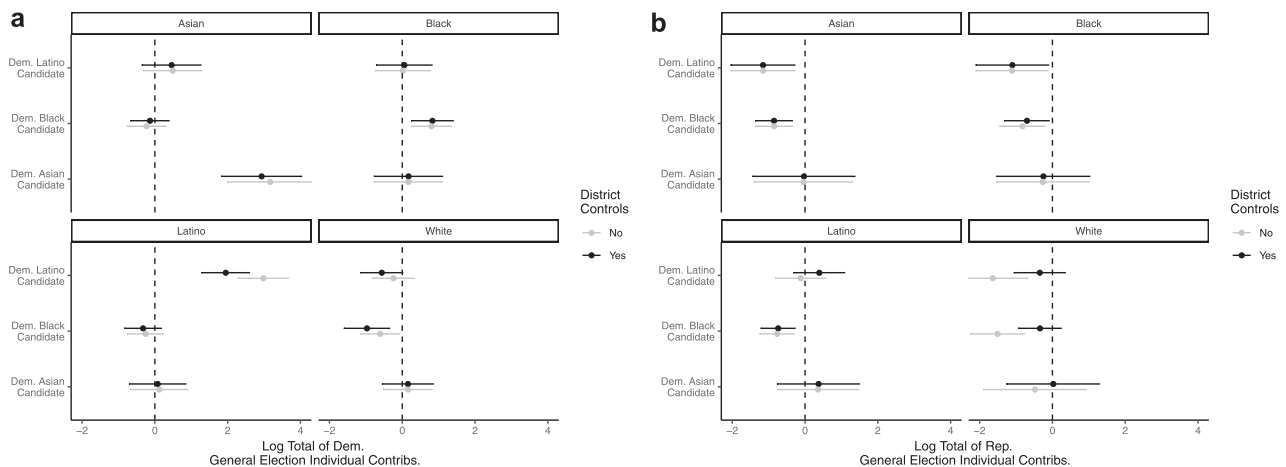 a
Asian
Black
Dem. Latino
Candidate
Dem. Black
Candidate
Dem. Asian
Candidate
Latino
White
Dem. Latino
Candidate
Dem. Black
Candidate
Dem. Asian
Candidate
−2 0 2 4 −2 0 2 4
Log Total of Dem.
General Election Individual Contribs.
District
Controls
No
Yes
b
Asian
Black
Dem. Latino
Candidate
Dem. Black
Candidate
Dem. Asian
Candidate
Latino
White
Dem. Latino
Candidate
Dem. Black
Candidate
Dem. Asian
Candidate
−2 0 2 4 −2 0 2 4
Log Total of Rep.
General Election Individual Contribs.
District
Controls
No
Yes